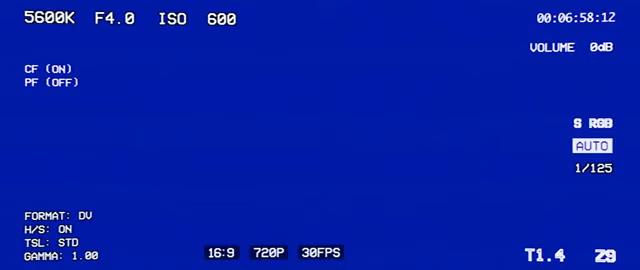 5600K F4.0 ISO 600
00:06:58:12
VOLUME 0dB
CF (ON)
PF (OFF)
S RGB
AUTO
1/125
FORMAT: DV
H/S: ON
TSL: STD
GAMMA: 1.00
16:9 720P 30FPS
T1.4 Z9